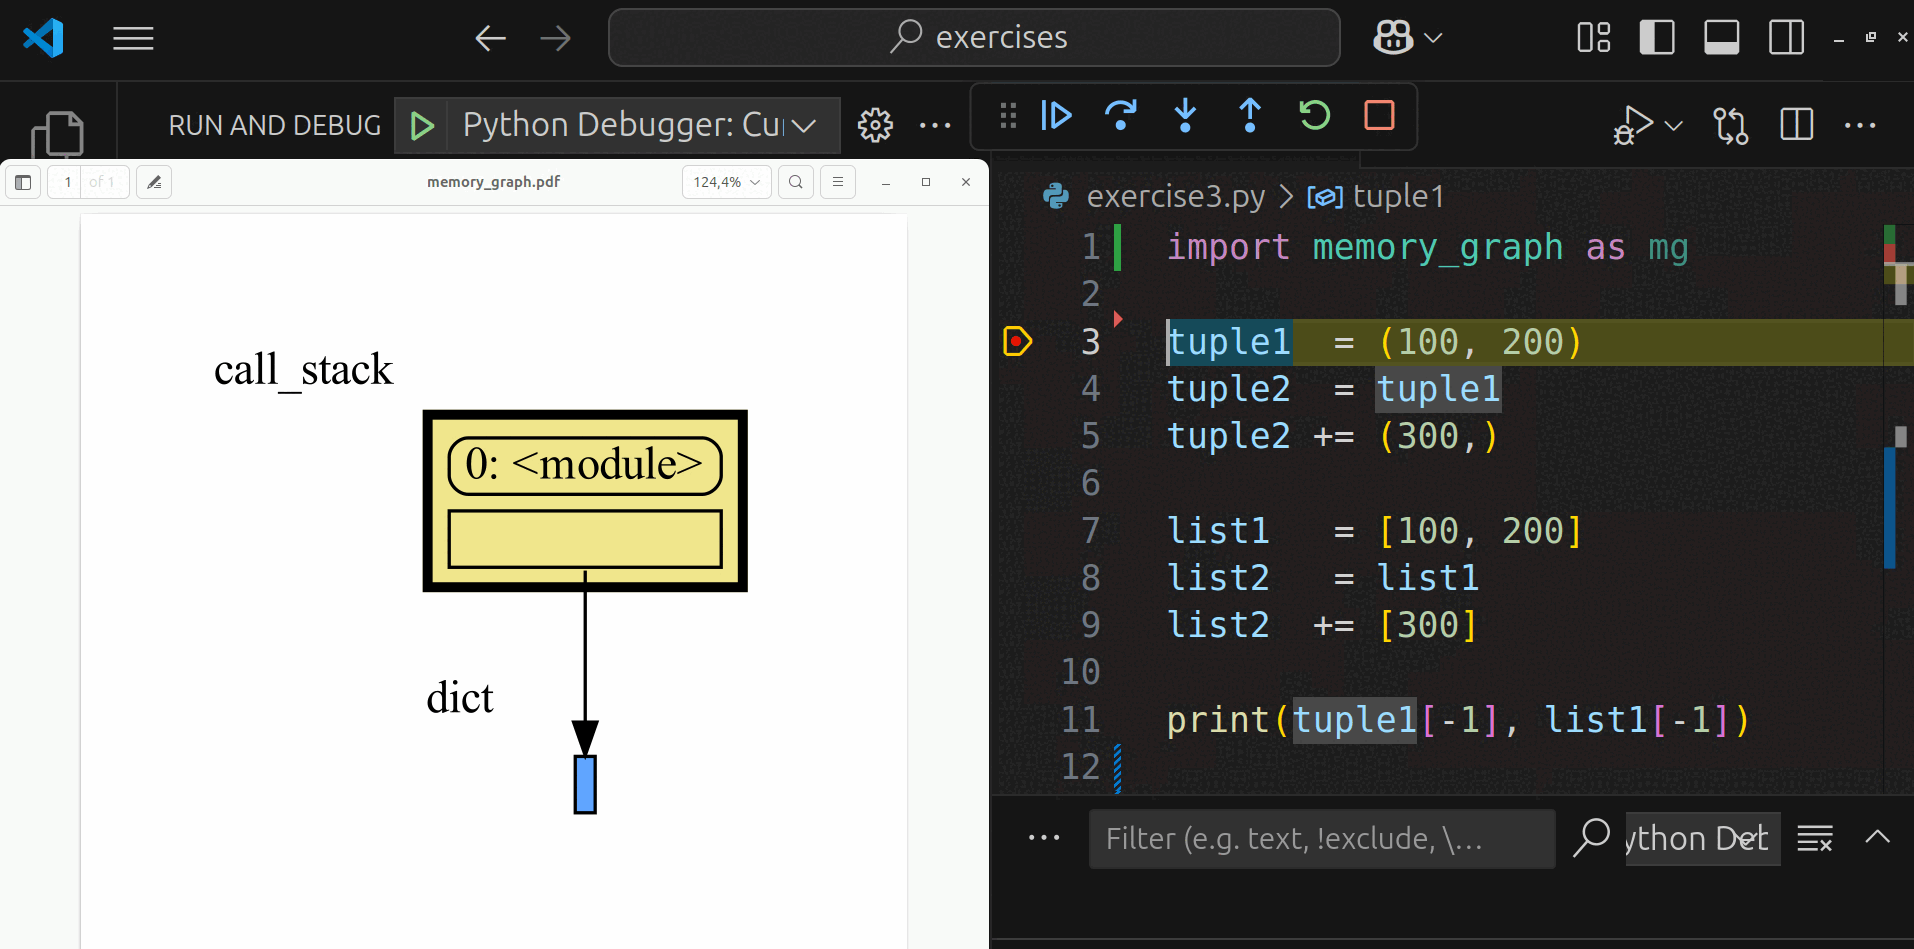 exercises
RUN AND DEBUG
Python Debugger: Cu
1 of 1
memory_graph.pdf
124,4%
call_stack
0: <module>
dict
exercise3.py > tuple1
1 import memory_graph as mg
2
3 tuple1  = (100, 200)
4 tuple2  = tuple1
5 tuple2 += (300,)
6
7 list1   = [100, 200]
8 list2   = list1
9 list2  += [300]
10
11 print(tuple1[-1], list1[-1])
12
Filter (e.g. text, !exclude, \...
ython Deb